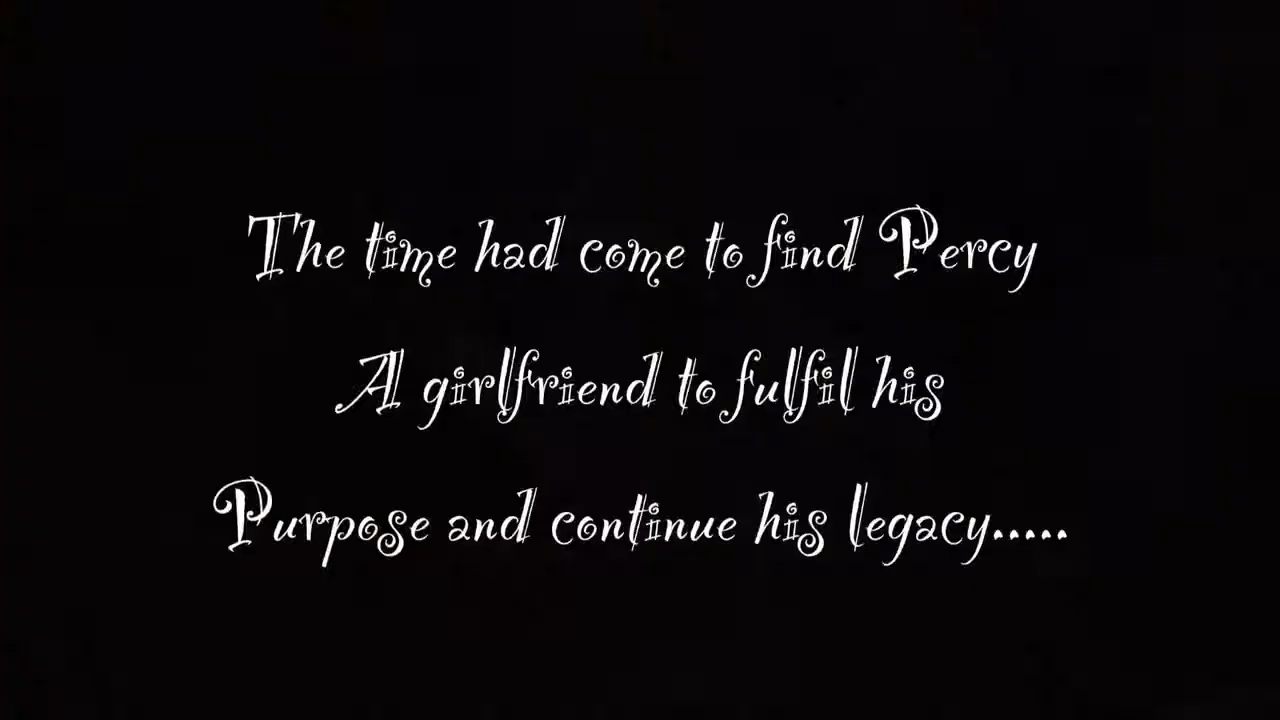 The time had come to find Percy
A girlfriend to fulfil his
Purpose and continue his legacy.....